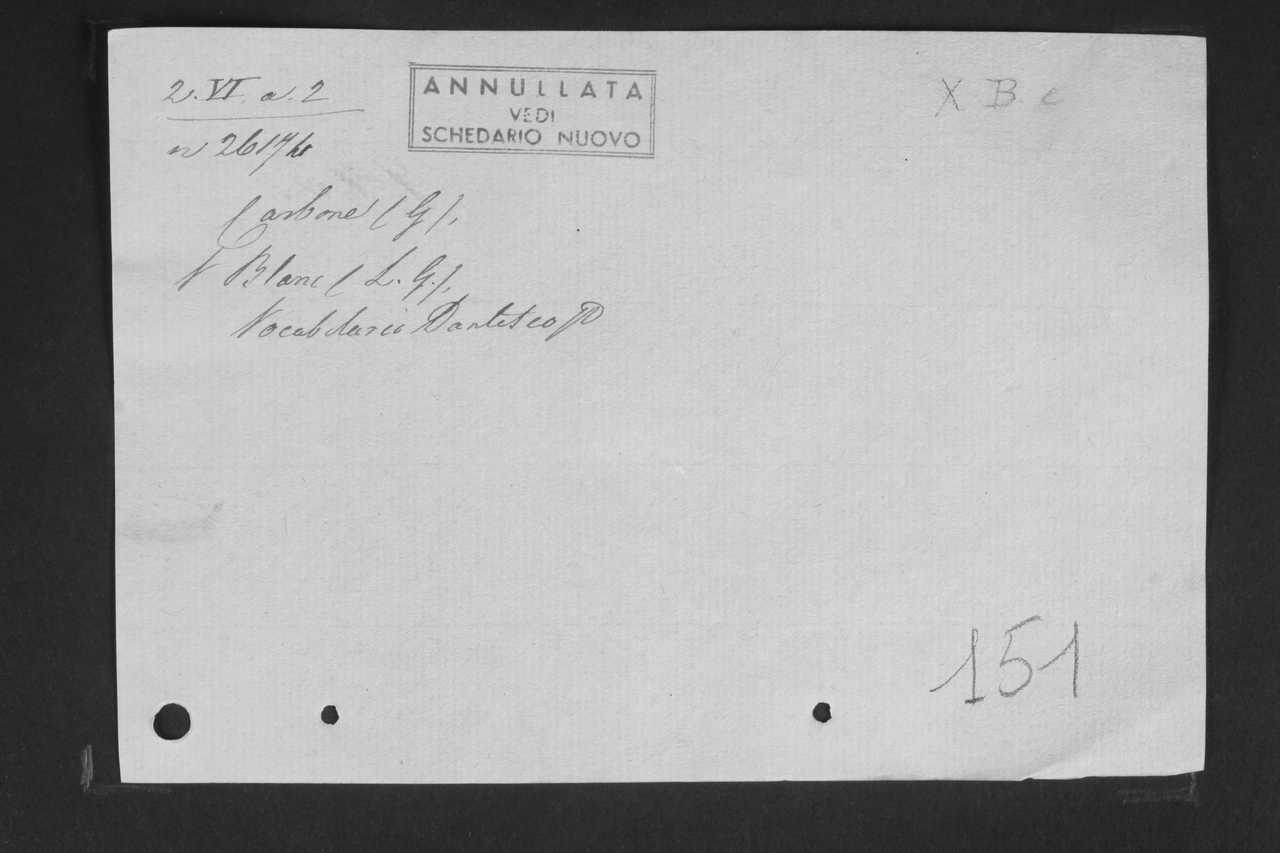 2. VI. a. 2
ANNULLATA
VEDI
SCHEDARIO NUOVO
X B c
n 2617/
Carbone (G),
V Blanc (L. G.),
Vocabolario Dantesco
151